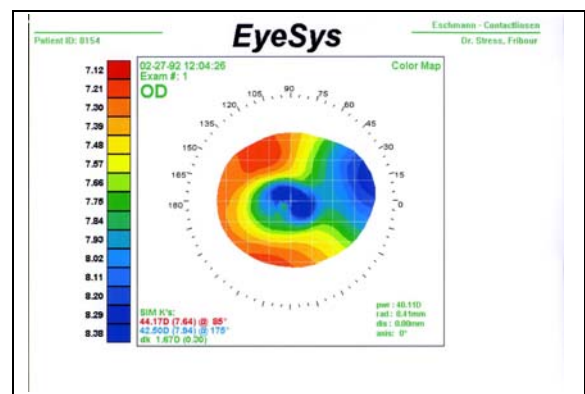 Eschmann - Contactlinsen
Patient ID: 8154
EyeSys
Dr. Stress, Fribour
02-27-92 12:04:26
Color Map
Exam #: 1
OD
7.12
7.21
7.30
7.39
7.48
7.57
7.66
7.75
7.84
7.93
8.02
8.11
8.20
8.29
8.38
90
105
75
120
60
135
45
150
30
165
15
180
0
SIM K's:
44.17D (7.64) @ 85°
42.50D (7.94) @ 175°
dk 1.67D (0.30)
pwr : 40.11D
rad : 8.41mm
dis : 0.00mm
axis: 0°